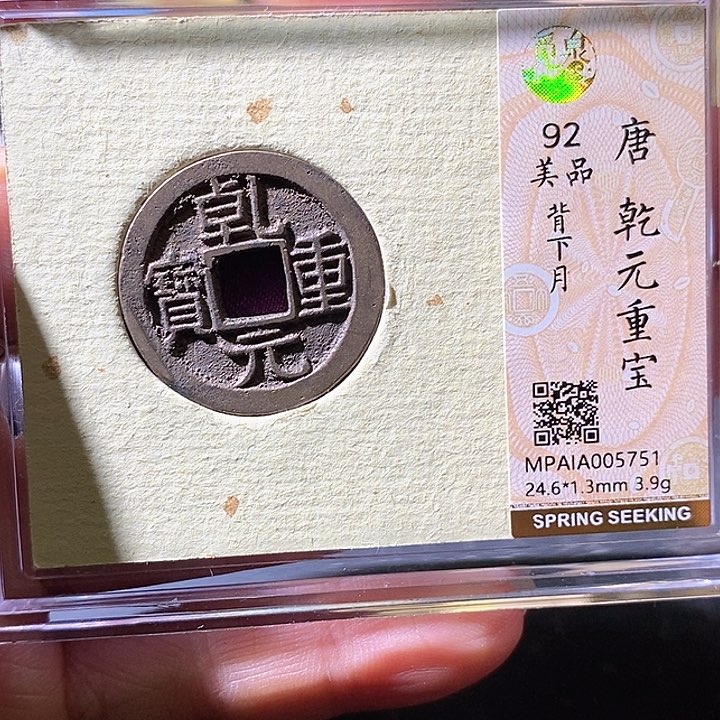 乾
元
重
寶
唐 乾元重宝
92
美品
背下月
MPAIA005751
24.6*1.3mm 3.9g
SPRING SEEKING